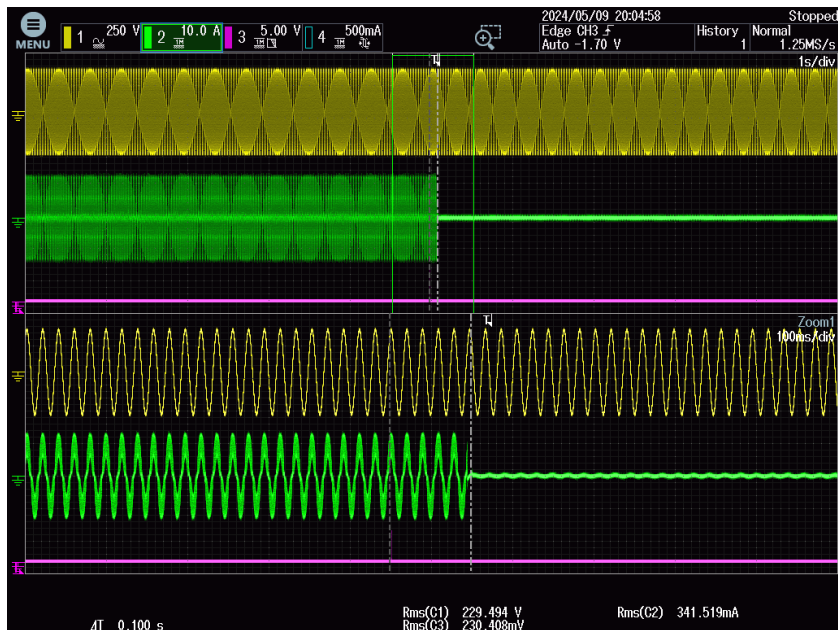 2024/05/09 20:04:58 Stopped
MENU 1 250 V 2 10.0 A 3 5.00 V 4 500mA
Edge CH3 History Normal
Auto -1.70 V 1 1.25MS/s
1s/div
T
Zoom1
T 100ms/div
Rms(C1) 229.494 V Rms(C2) 341.519mA
ΔT 0.100 s Rms(C3) 230.408mV